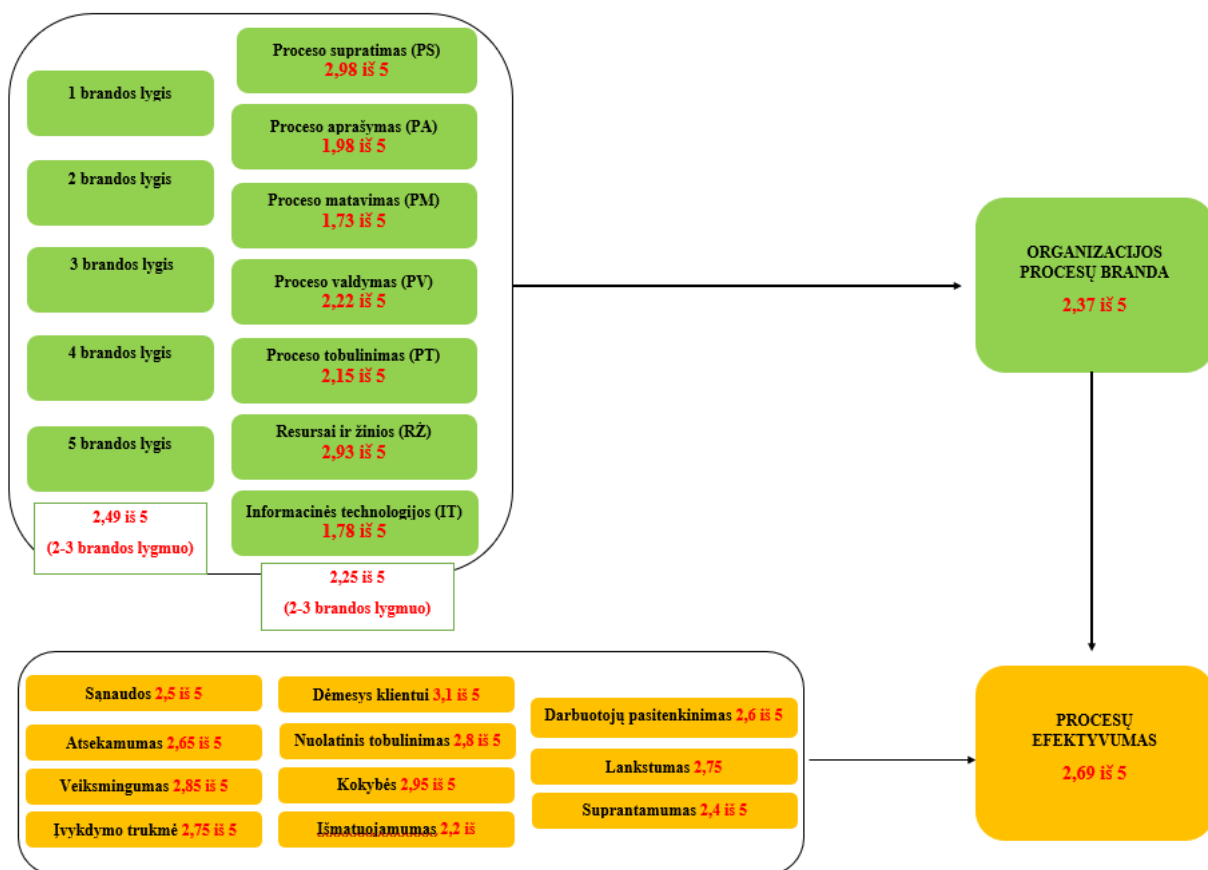 1 brandos lygis
2 brandos lygis
3 brandos lygis
4 brandos lygis
5 brandos lygis
2,49 iš 5
(2-3 brandos lygmuo)
Proceso supratimas (PS)
2,98 iš 5
Proceso aprašymas (PA)
1,98 iš 5
Proceso matavimas (PM)
1,73 iš 5
Proceso valdymas (PV)
2,22 iš 5
Proceso tobulinimas (PT)
2,15 iš 5
Resursai ir žinios (RŽ)
2,93 iš 5
Informacinės technologijos (IT)
1,78 iš 5
2,25 iš 5
(2-3 brandos lygmuo)
ORGANIZACIJOS
PROCESŲ BRANDA
2,37 iš 5
Sąnaudos 2,5 iš 5
Atsekamumas 2,65 iš 5
Veiksmingumas 2,85 iš 5
Įvykdymo trukmė 2,75 iš 5
Dėmesys klientui 3,1 iš 5
Nuolatinis tobulinimas 2,8 iš 5
Kokybės 2,95 iš 5
Išmatuojamumas 2,2 iš
Darbuotojų pasitenkinimas 2,6 iš 5
Lankstumas 2,75
Suprantamumas 2,4 iš 5
PROCESŲ
EFEKTYVUMAS
2,69 iš 5